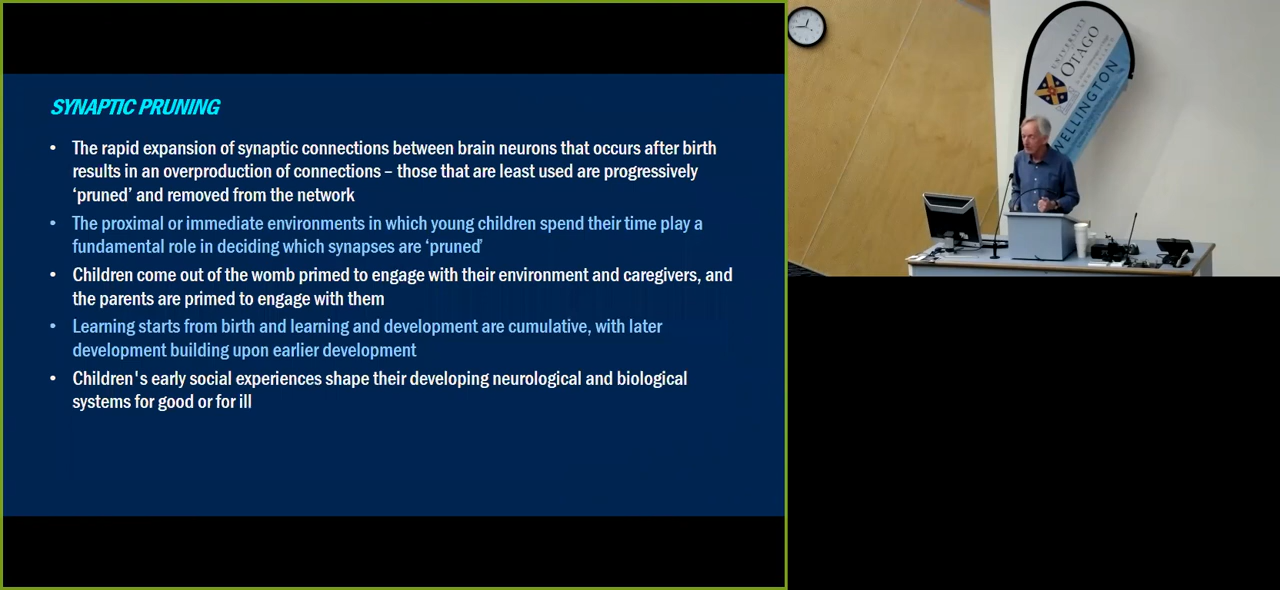 SYNAPTIC PRUNING
• The rapid expansion of synaptic connections between brain neurons that occurs after birth
results in an overproduction of connections – those that are least used are progressively
‘pruned’ and removed from the network
• The proximal or immediate environments in which young children spend their time play a
fundamental role in deciding which synapses are ‘pruned’
• Children come out of the womb primed to engage with their environment and caregivers, and
the parents are primed to engage with them
• Learning starts from birth and learning and development are cumulative, with later
development building upon earlier development
• Children's early social experiences shape their developing neurological and biological
systems for good or for ill
UNIVERSITY
OTAGO
WELLINGTON